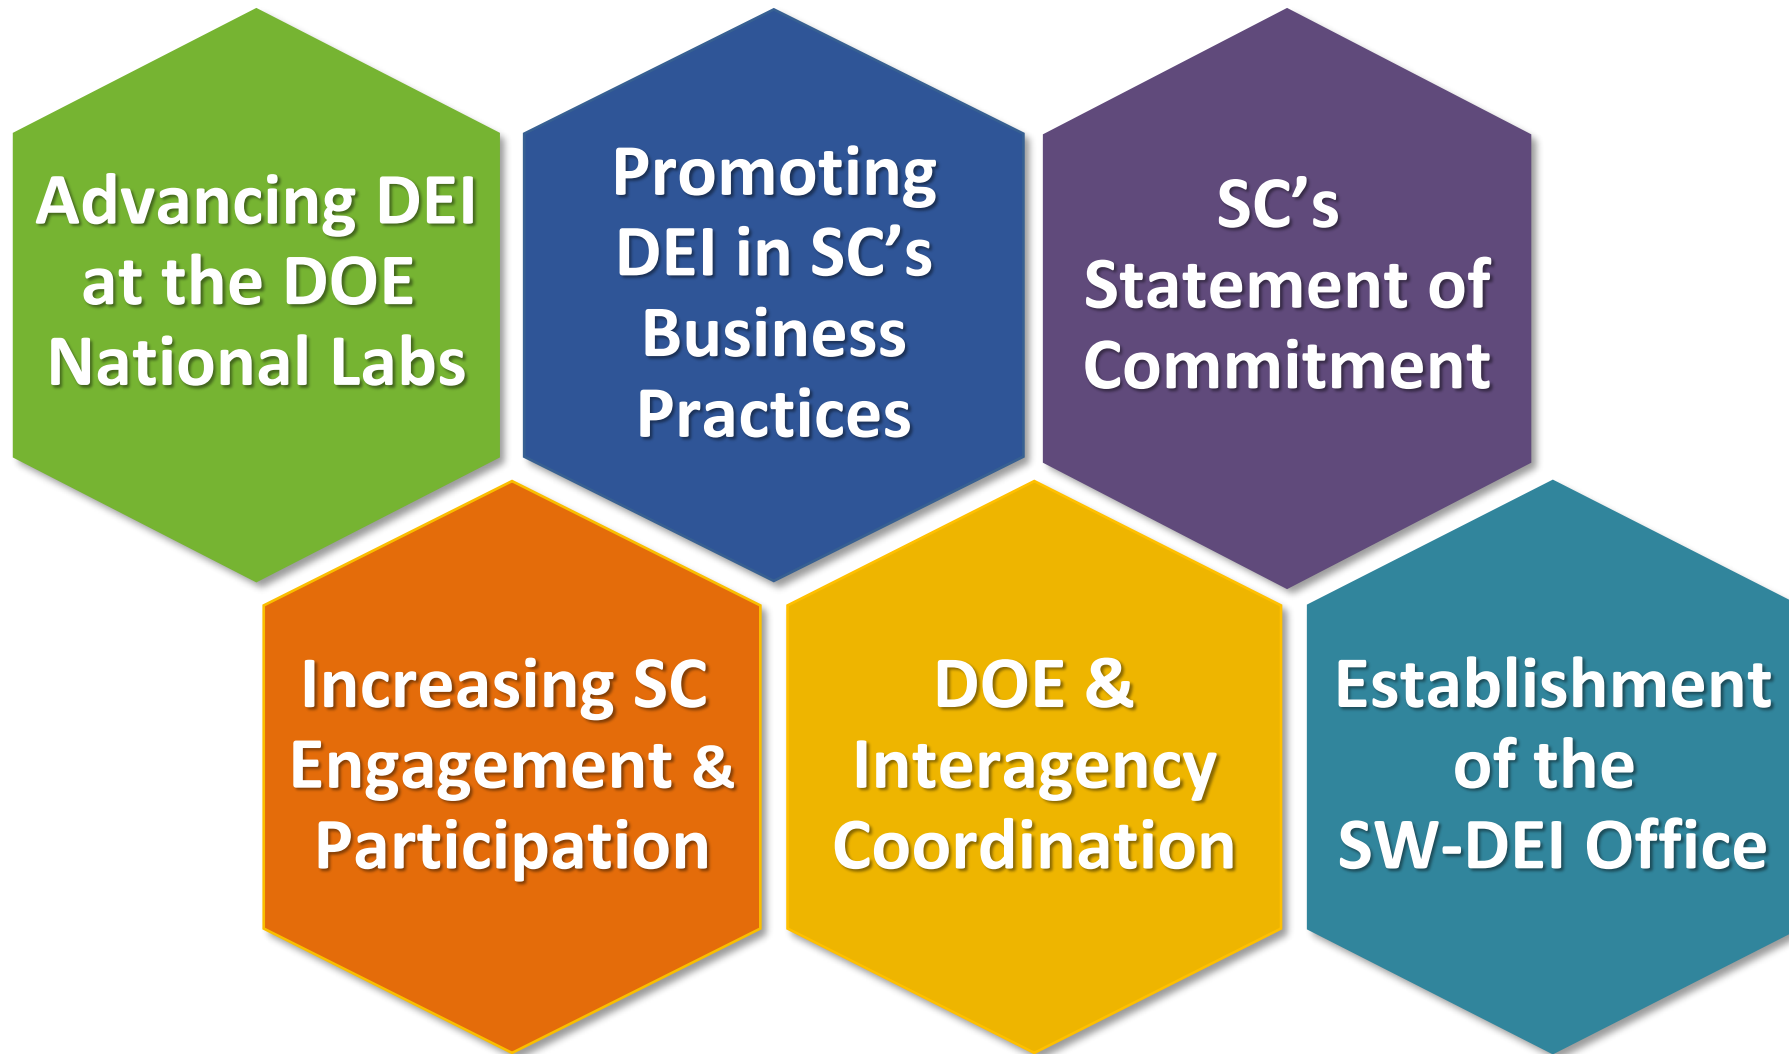 Advancing DEI
at the DOE
National Labs
Promoting
DEI in SC’s
Business
Practices
SC’s
Statement of
Commitment
Increasing SC
Engagement &
Participation
DOE &
Interagency
Coordination
Establishment
of the
SW-DEI Office